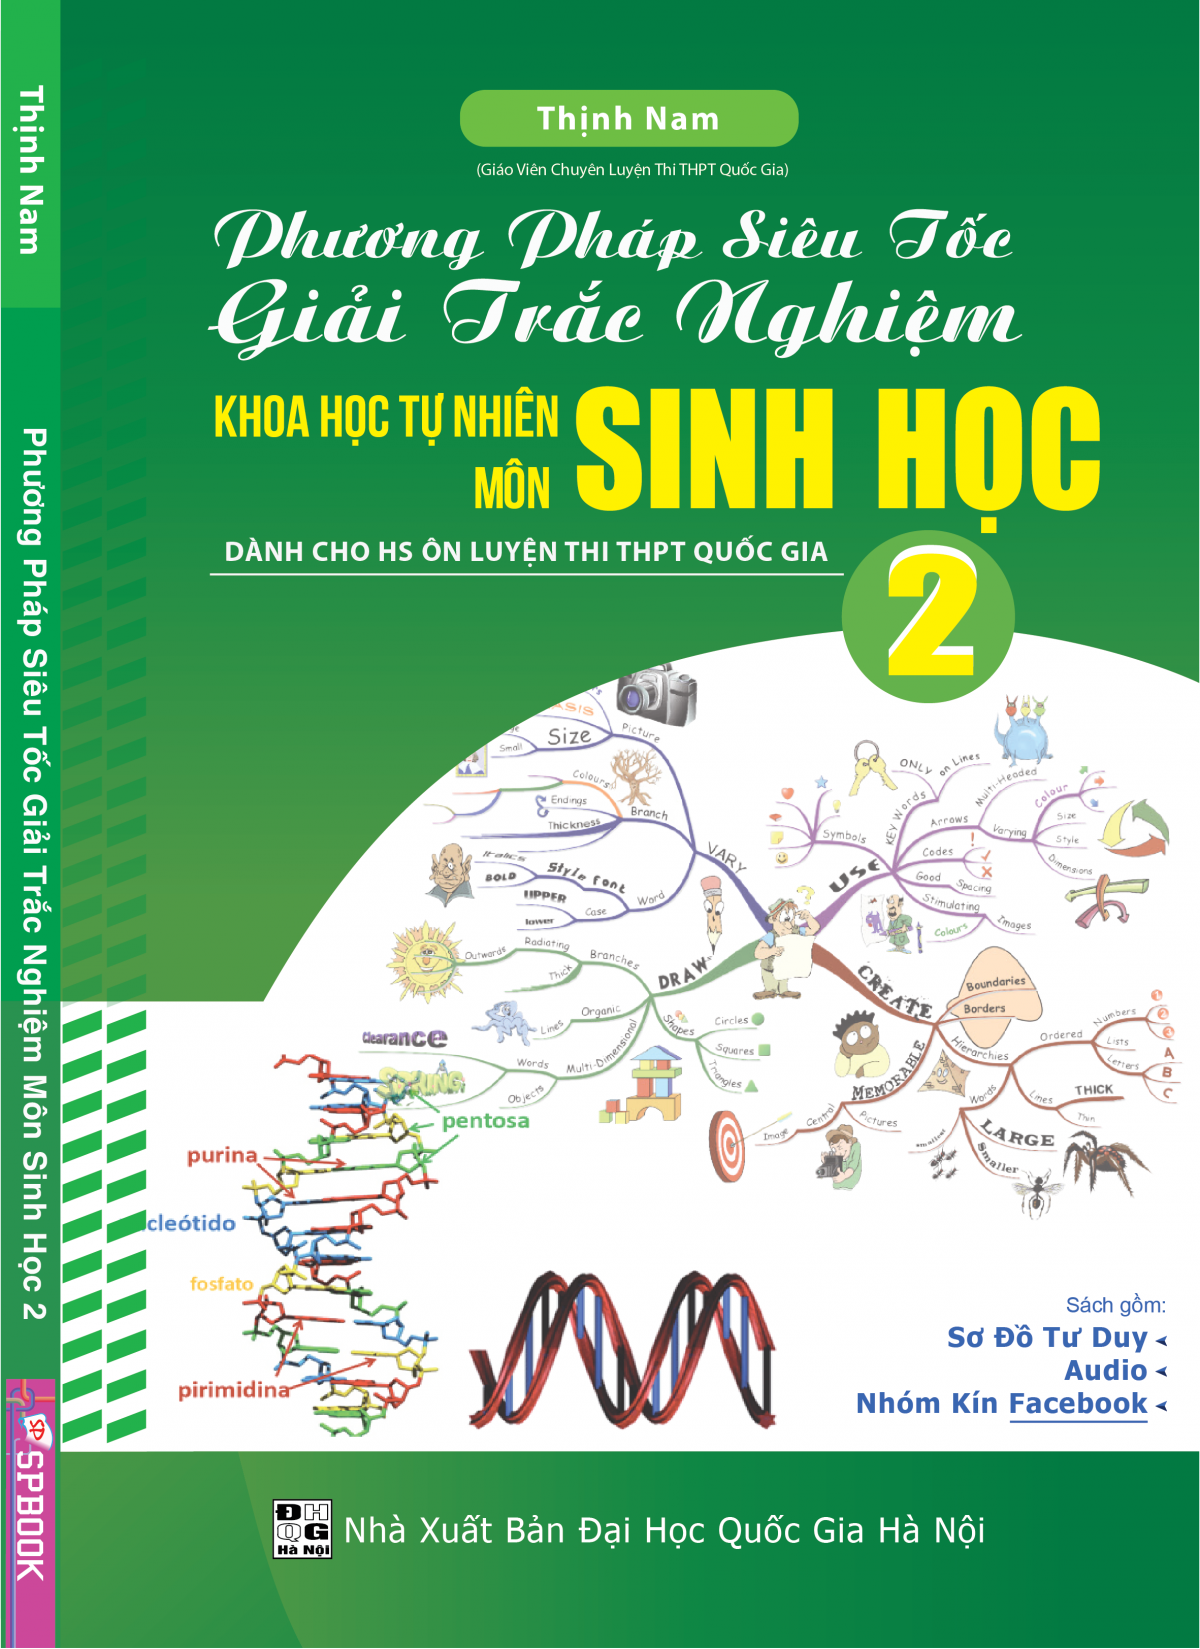 Thịnh Nam
Phương Pháp Siêu Tốc Giải Trắc Nghiệm Môn Sinh Học 2
SPBOOK
Thịnh Nam
(Giáo Viên Chuyên Luyện Thi THPT Quốc Gia)
Phương Pháp Siêu Tốc
Giải Trắc Nghiệm
KHOA HỌC TỰ NHIÊN
MÔN
SINH HỌC
DÀNH CHO HS ÔN LUYỆN THI THPT QUỐC GIA
2
Picture
Size
Small
Colours
Endings
Thickness
Branch
VARY
Italics
BOLD
Style font
UPPER
lower
Case
Word
Outwards
Radiating
Thick
Branches
DRAW
Organic
Lines
Multi-Dimensional
Clearance
SPRING
Words
Objects
Shapes
Circles
Squares
Triangles
USE
Symbols
KEY Words
ONLY
on Lines
Arrows
Multi-Headed
Varying
Colour
Size
Style
Dimensions
Codes
Good
Spacing
Stimulating
Colours
Images
CREATE
Boundaries
Borders
Hierarchies
Ordered
Numbers
1
2
3
Lists
Letters
A
B
C
Words
Lines
THICK
Thin
LARGE
Smaller
smallest
MEMORABLE
Central
Image
Pictures
pentosa
purina
cleótido
fosfato
pirimidina
Sách gồm:
Sơ Đồ Tư Duy
Audio
Nhóm Kín Facebook
ĐH
QG
Hà Nội
Nhà Xuất Bản Đại Học Quốc Gia Hà Nội